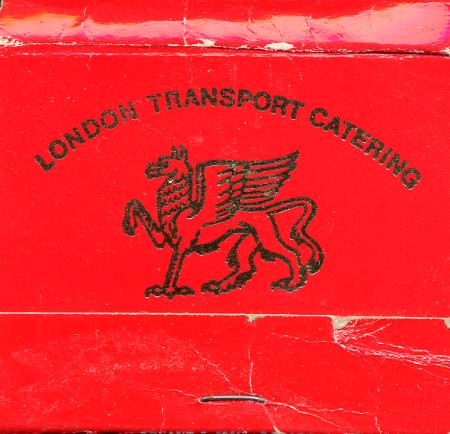 LONDON TRANSPORT CATERING